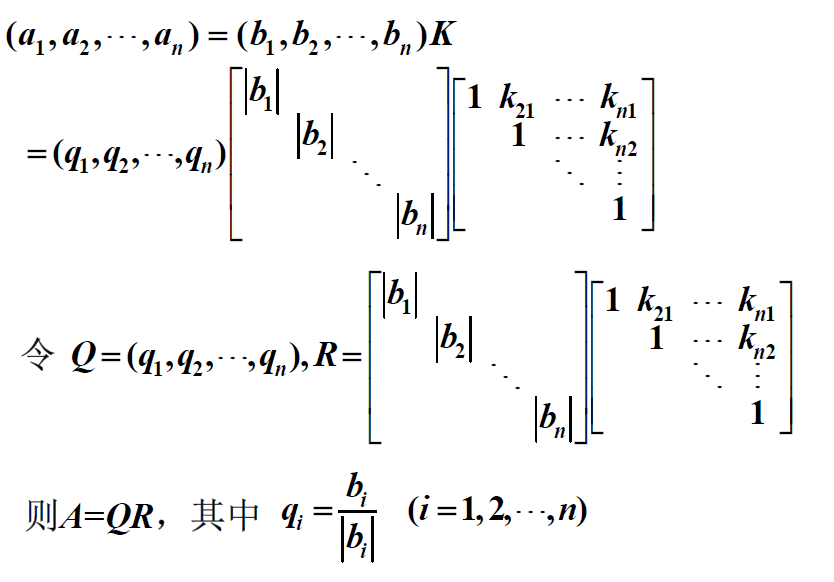 (a₁,a₂,⋯,aₙ)=(b₁,b₂,⋯,bₙ)K
=(q₁,q₂,⋯,qₙ)[|b₁| |b₂| ⋱ |bₙ|][1 k₂₁ ⋯ kₙ₁ 1 ⋯ kₙ₂ ⋱ ⋮ 1]
令 Q=(q₁,q₂,⋯,qₙ),R=[|b₁| |b₂| ⋱ |bₙ|][1 k₂₁ ⋯ kₙ₁ 1 ⋯ kₙ₂ ⋱ ⋮ 1]
则A=QR，其中 qᵢ=bᵢ/|bᵢ| (i=1,2,⋯,n)